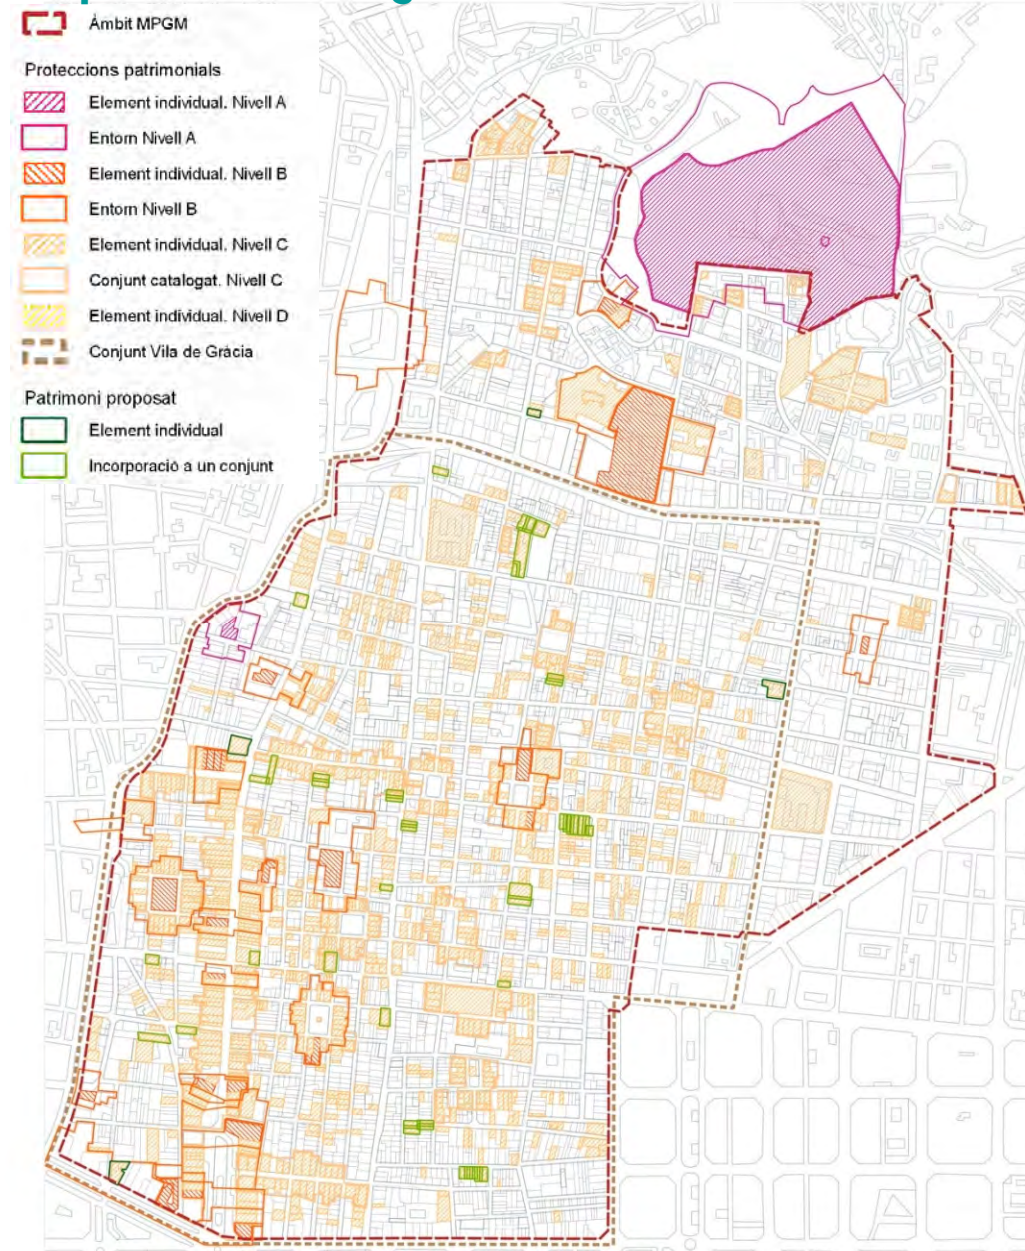 Àmbit MPGM
Proteccions patrimonials
Element individual. Nivell A
Entorn Nivell A
Element individual. Nivell B
Entorn Nivell B
Element individual. Nivell C
Conjunt catalogat. Nivell C
Element individual. Nivell D
Conjunt Vila de Gràcia
Patrimoni proposat
Element individual
Incorporació a un conjunt